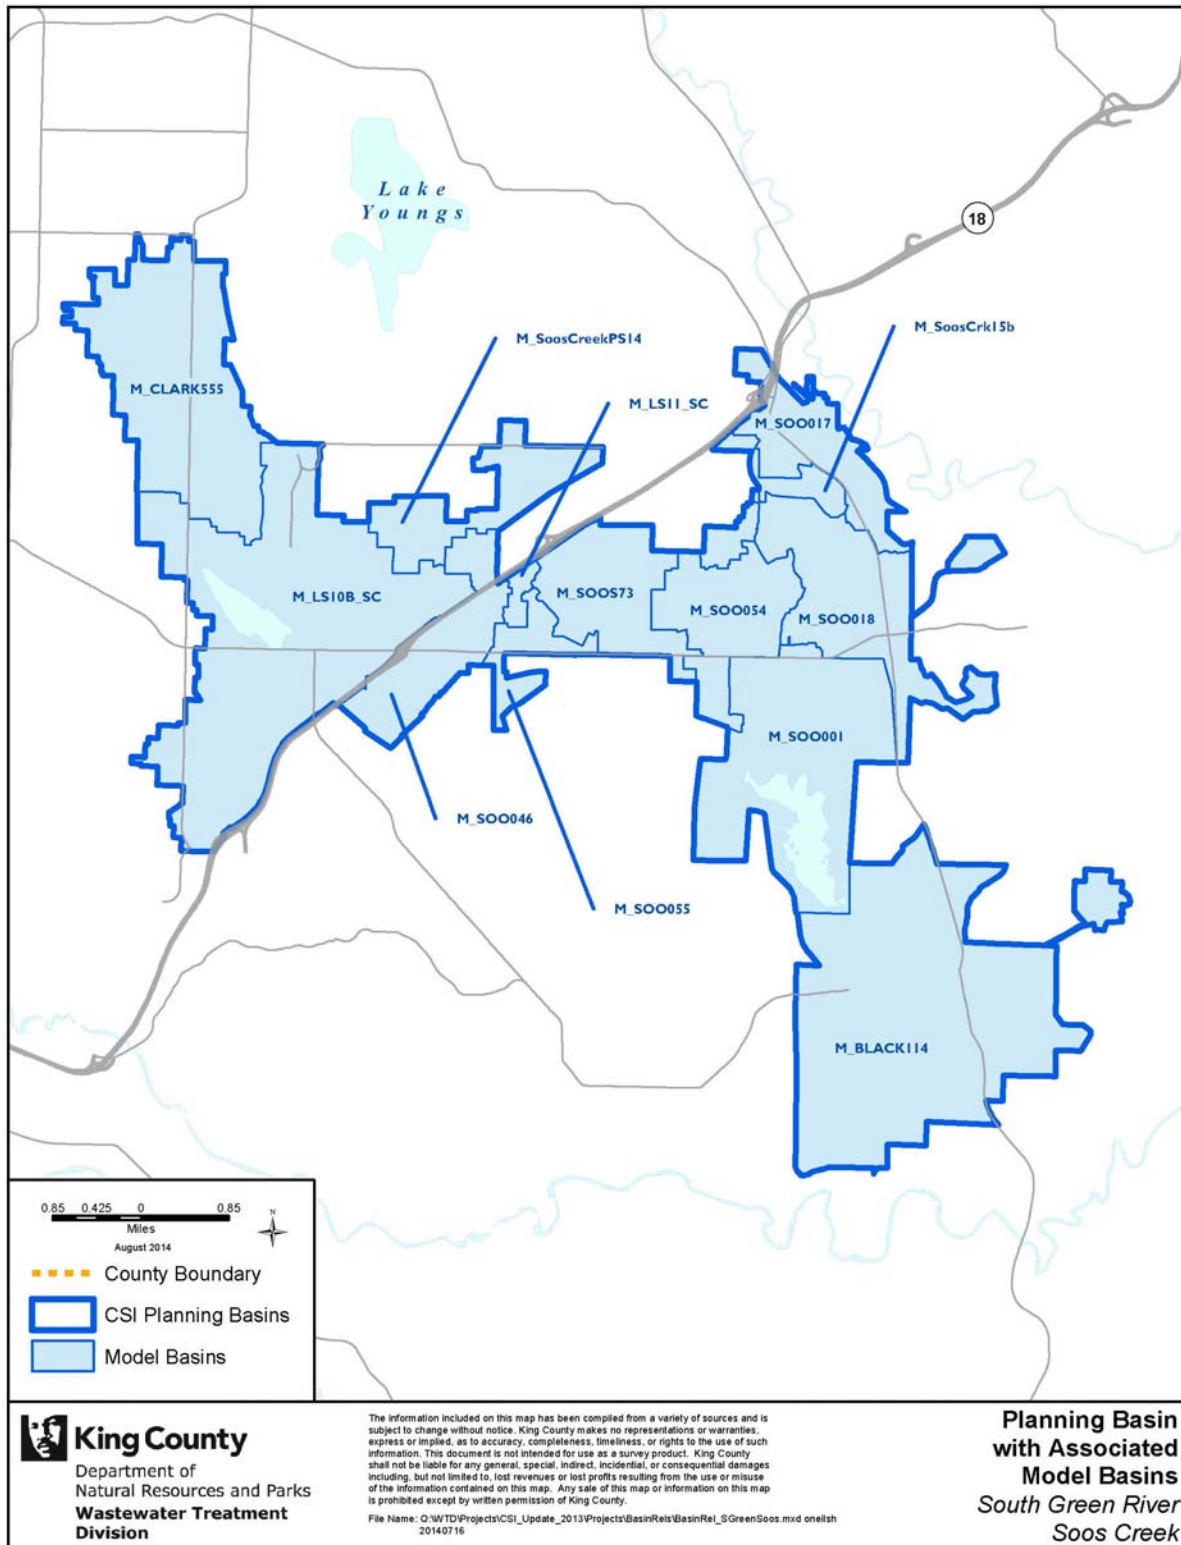 Lake
Youngs
18
M_SoosCreekPS14
M_SoosCrk15b
M_CLARK555
M_LS11_SC
M_SOO017
M_LS10B_SC
M_SOOS73
M_SOO054
M_SOO018
M_SOO001
M_SOO046
M_SOO055
M_BLACK114
0.85 0.425 0 0.85
Miles
N
August 2014
County Boundary
CSI Planning Basins
Model Basins
King County
Department of
Natural Resources and Parks
Wastewater Treatment
Division
The information included on this map has been compiled from a variety of sources and is
subject to change without notice. King County makes no representations or warranties,
express or implied, as to accuracy, completeness, timeliness, or rights to the use of such
information. This document is not intended for use as a survey product. King County
shall not be liable for any general, special, indirect, incidental, or consequential damages
including, but not limited to, lost revenues or lost profits resulting from the use or misuse
of the information contained on this map. Any sale of this map or information on this map
is prohibited except by written permission of King County.
File Name: Q:\WTD\Projects\CSI_Update_2013\Projects\BasinRels\BasinRel_SGreenSoos.mxd oneilsh
20140716
Planning Basin
with Associated
Model Basins
South Green River
Soos Creek